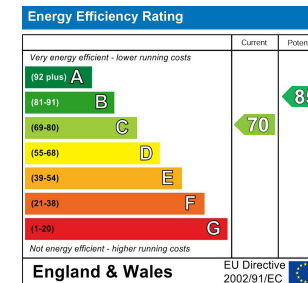 Energy Efficiency Rating
Current
Very energy efficient - lower running costs
(92 plus) A
(81-91) B
(69-80) C
70
(55-68) D
(39-54) E
(21-38) F
(1-20) G
Not energy efficient - higher running costs
England & Wales
EU Directive
2002/91/EC